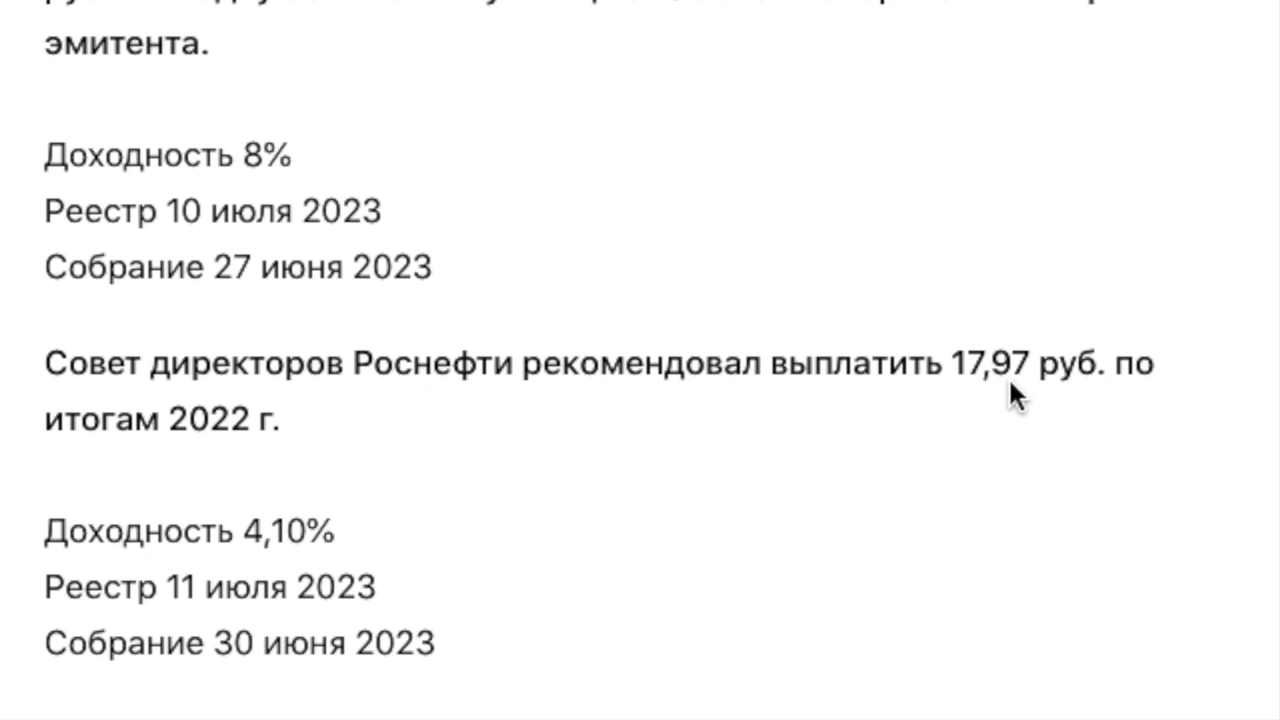 эмитента.
Доходность 8%
Реестр 10 июля 2023
Собрание 27 июня 2023
Совет директоров Роснефти рекомендовал выплатить 17,97 руб. по
итогам 2022 г.
Доходность 4,10%
Реестр 11 июля 2023
Собрание 30 июня 2023